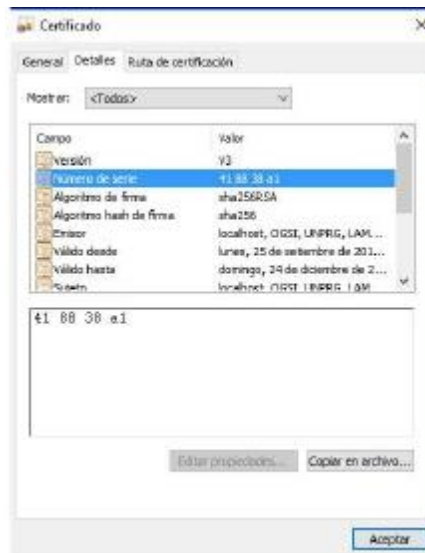 Certificado
General Detalles Ruta de certificación
Mostrar: <Todos>
Campo Valor
Versión V3
Número de serie 41 88 38 a1
Algoritmo de firma sha256RSA
Algoritmo hash de firma sha256
Emisor localhost, OGSI, UNPRG, LAM...
Válido desde lunes, 25 de setiembre de 201...
Válido hasta domingo, 24 de diciembre de 2...
Sujeto localhost, OGSI, UNPRG, LAM
41 88 38 a1
Editar propiedades... Copiar en archivo...
Aceptar